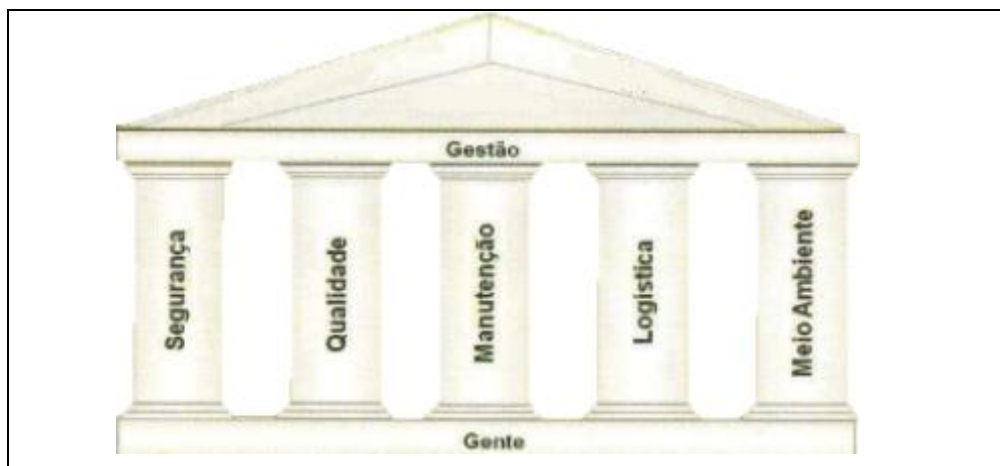 Gestão
Segurança
Qualidade
Manutenção
Logística
Meio Ambiente
Gente